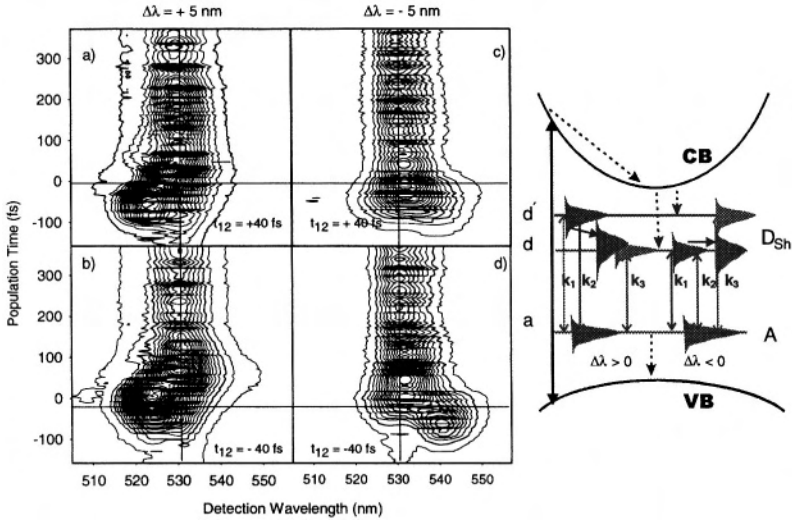 Δλ = + 5 nm
Δλ = - 5 nm
a)
c)
300
200
100
0
-100
t12 = +40 fs
t12 = + 40 fs
b)
d)
300
200
100
0
-100
t12 = - 40 fs
t12 = -40 fs
Population Time (fs)
510 520 530 540 550
510 520 530 540 550
Detection Wavelength (nm)
CB
d´
d
DSh
k1 k2 k3 k1 k2 k3
a
A
Δλ > 0
Δλ < 0
VB